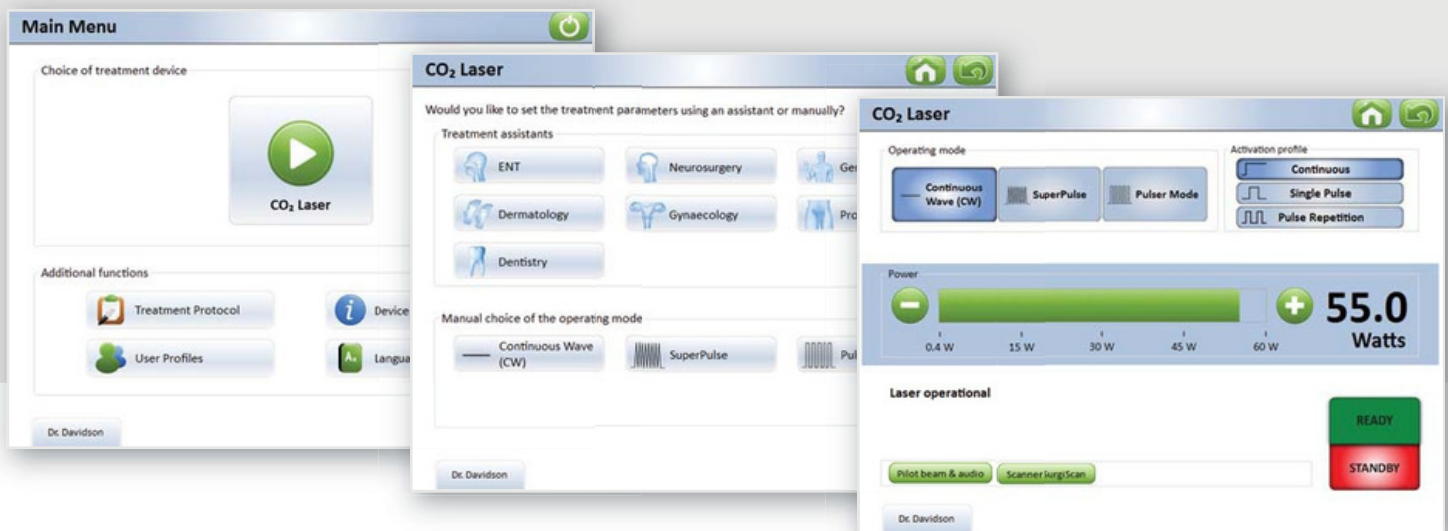 Main Menu
Choice of treatment device
CO₂ Laser
Additional functions
Treatment Protocol
Device
User Profiles
Dr. Davidson
CO₂ Laser
Would you like to set the treatment parameters using an assistant or manually?
Treatment assistants
ENT
Neurosurgery
Dermatology
Gynaecology
Dentistry
Manual choice of the operating mode
Continuous Wave
(CW)
SuperPulse
Dr. Davidson
CO₂ Laser
Operating mode
Continuous
Wave (CW)
SuperPulse
Pulser Mode
Activation profile
Continuous
Single Pulse
Pulse Repetition
Power
55.0
Watts
0.4 W 15 W 30 W 45 W 60 W
Laser operational
READY
STANDBY
Pilot beam & audio
Scanner SurgiScan
Dr. Davidson